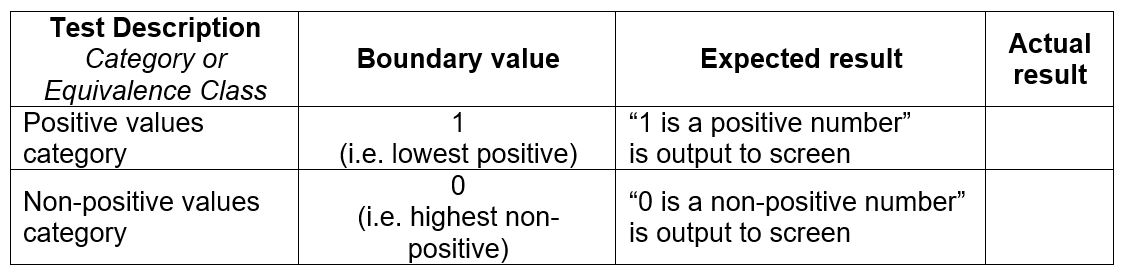 Test Description
Category or
Equivalence Class
Boundary value
Expected result
Actual
result
Positive values
category
1
(i.e. lowest positive)
“1 is a positive number”
is output to screen
Non-positive values
category
0
(i.e. highest non-
positive)
“0 is a non-positive number”
is output to screen